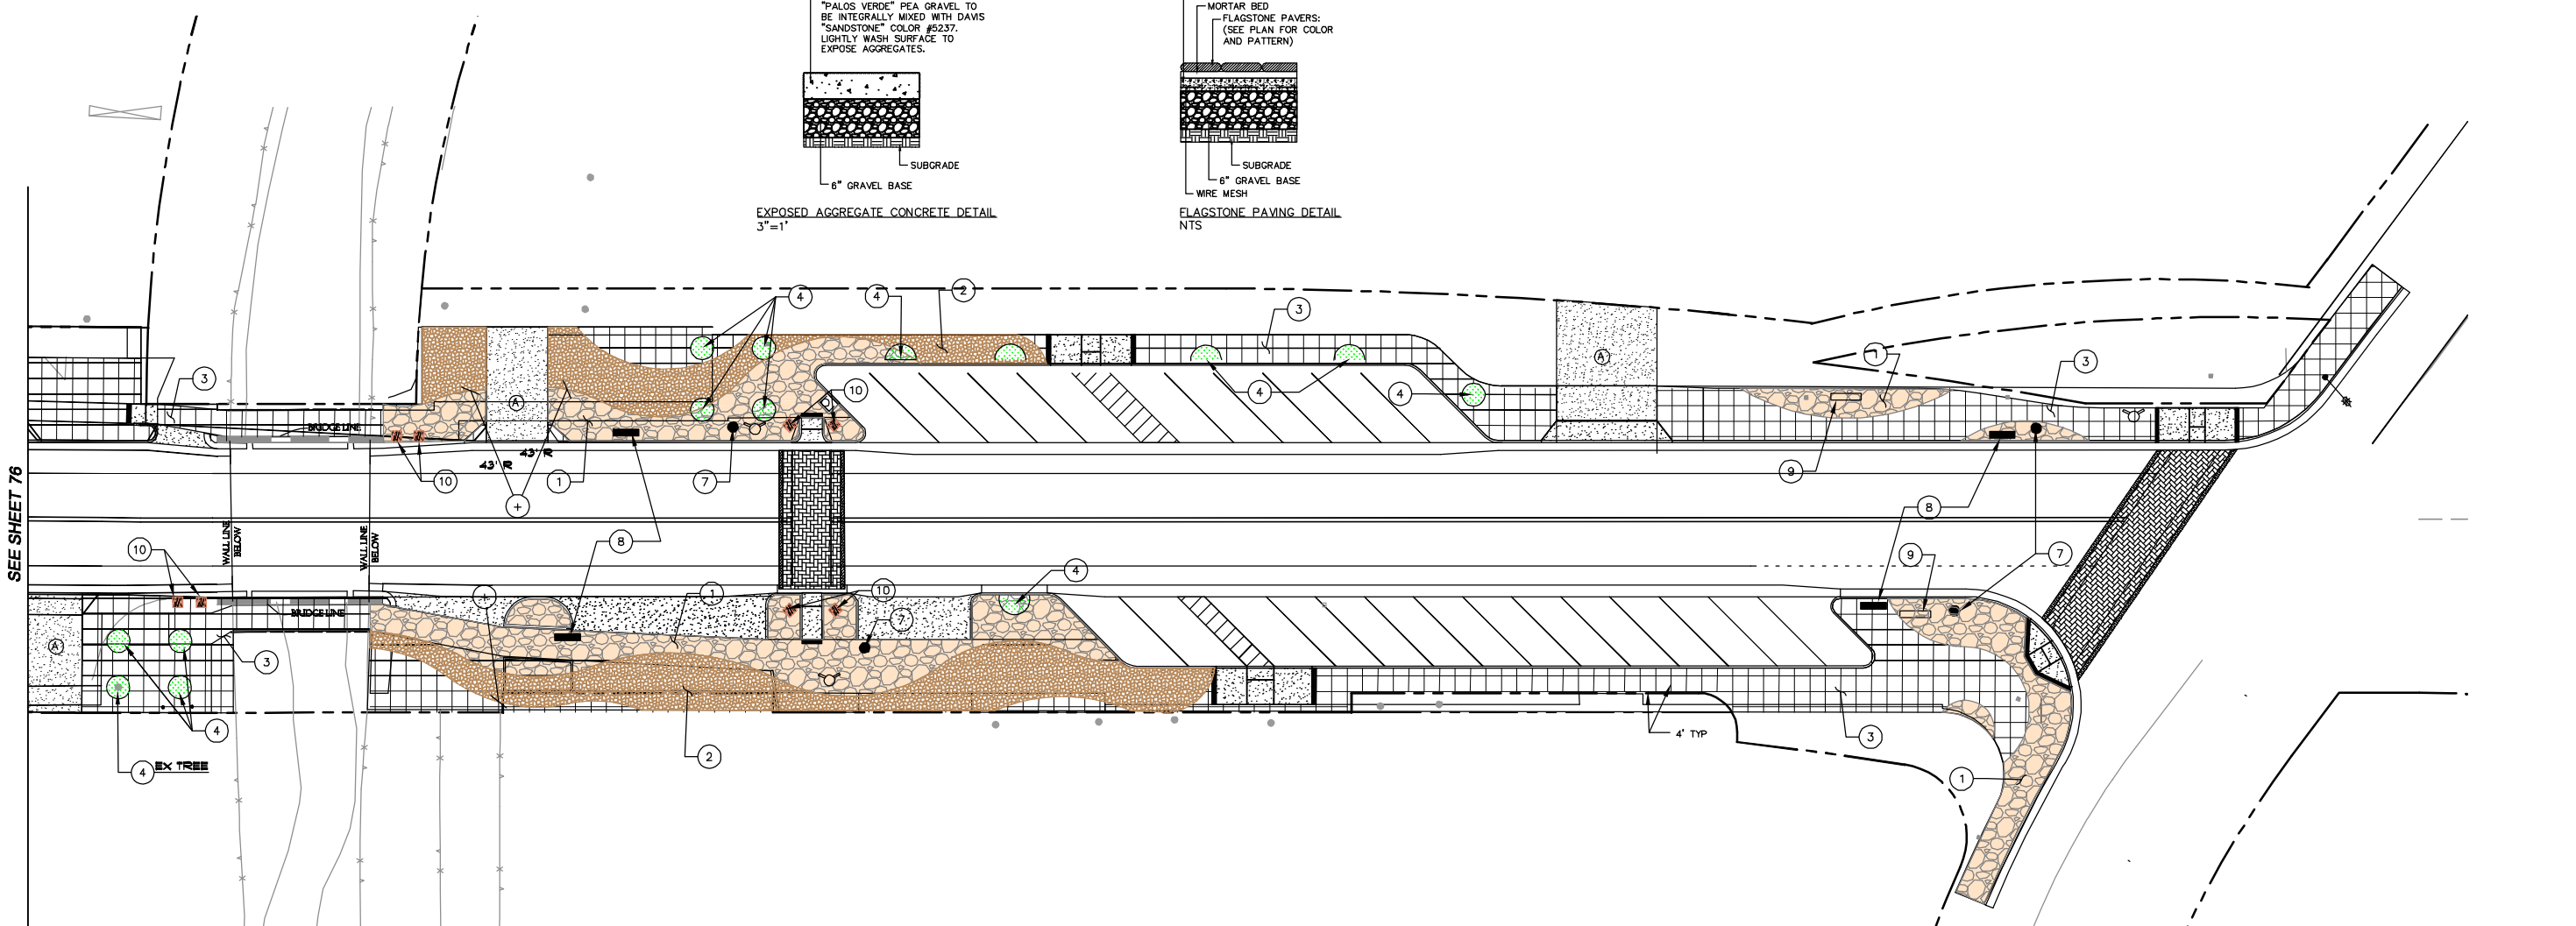 "PALOS VERDE" PEA GRAVEL TO
BE INTEGRALLY MIXED WITH DAVIS
"SANDSTONE" COLOR #5237.
LIGHTLY WASH SURFACE TO
EXPOSE AGGREGATES.
SUBGRADE
6" GRAVEL BASE
EXPOSED AGGREGATE CONCRETE DETAIL
3"=1'
MORTAR BED
FLAGSTONE PAVERS:
(SEE PLAN FOR COLOR
AND PATTERN)
SUBGRADE
6" GRAVEL BASE
WIRE MESH
FLAGSTONE PAVING DETAIL
NTS
4
4
2
3
A
3
3
10
4
4
A
BRIDGE LINE
43' R
43' R
10
1
7
9
+
8
8
SEE SHEET 76
WALL LINE
BELOW
WALL LINE
BELOW
10
8
9
7
4
+
1
10
BRIDGE LINE
7
A
3
4
2
4' TYP
3
4
EX TREE
1